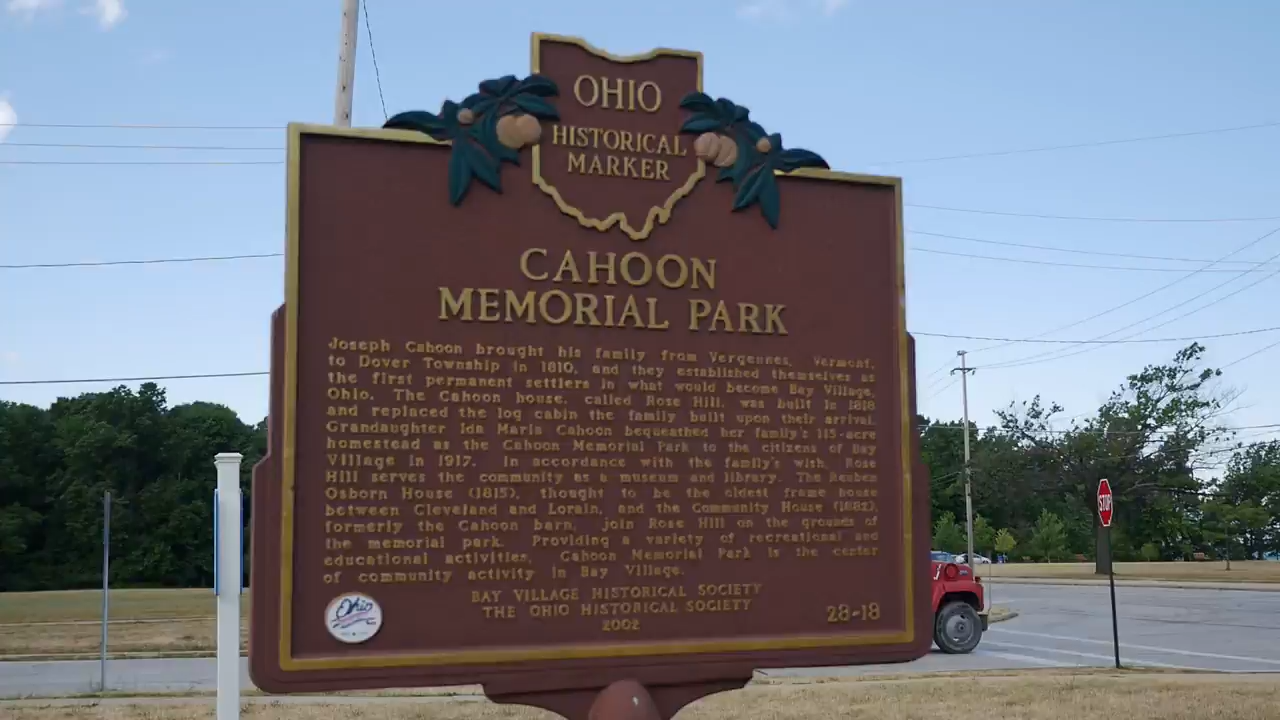 OHIO
HISTORICAL
MARKER
CAHOON
MEMORIAL PARK
Joseph Cahoon brought his family from Vergennes, Vermont,
to Dover Township in 1810, and they established themselves as
the first permanent settlers in what would become Bay Village,
Ohio. The Cahoon house, called Rose Hill, was built in 1818
and replaced the log cabin the family built upon their arrival.
Grandaughter Ida Maria Cahoon bequeathed her family's 115-acre
homestead as the Cahoon Memorial Park to the citizens of Bay
Village in 1917. In accordance with the family's wish, Rose
Hill serves the community as a museum and library. The Reuben
Osborn House (1815), thought to be the oldest frame house
between Cleveland and Lorain, and the Community House (1882),
formerly the Cahoon barn, join Rose Hill on the grounds of
the memorial park. Providing a variety of recreational and
educational activities, Cahoon Memorial Park is the center
of community activity in Bay Village.
BAY VILLAGE HISTORICAL SOCIETY
THE OHIO HISTORICAL SOCIETY
2002
28-18
Ohio
STOP